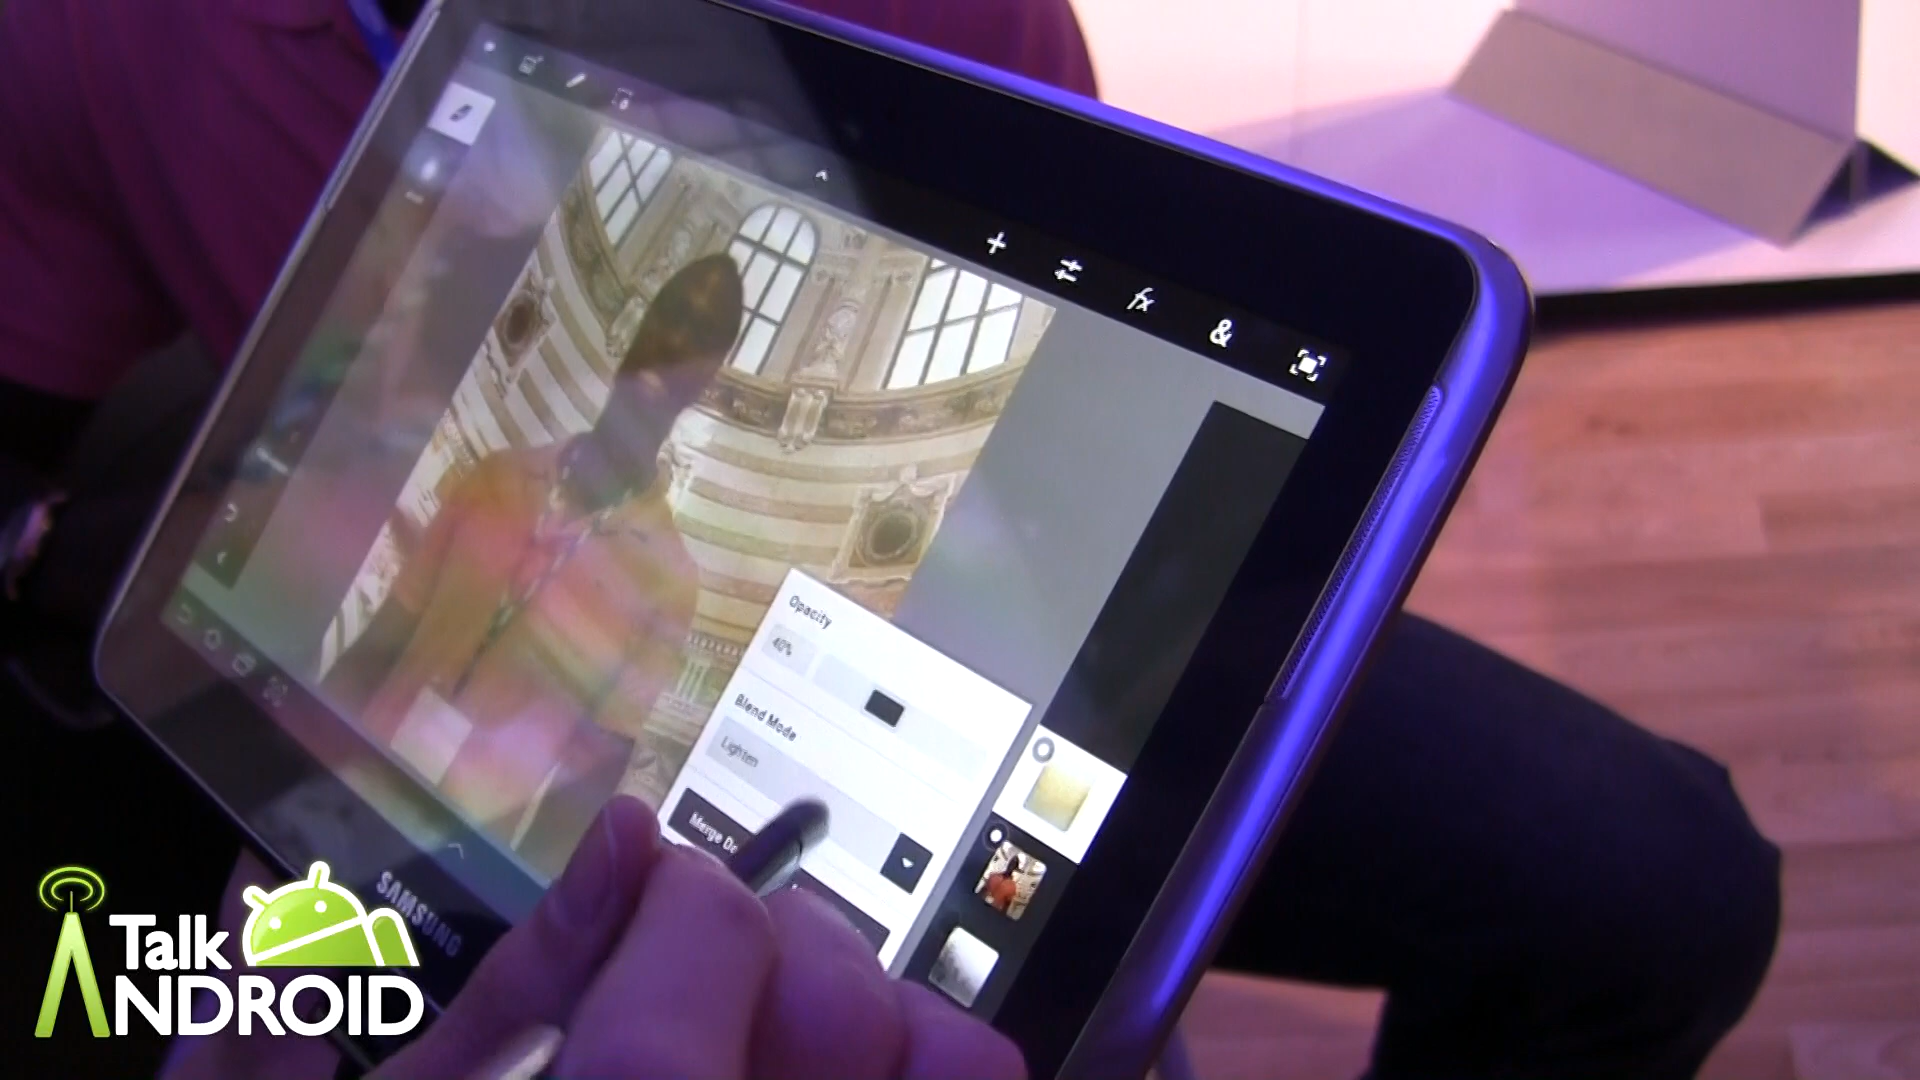 fx
&
Opacity
40%
Blend Mode
Lighten
Merge Do
SAMSUNG
Talk
ANDROID